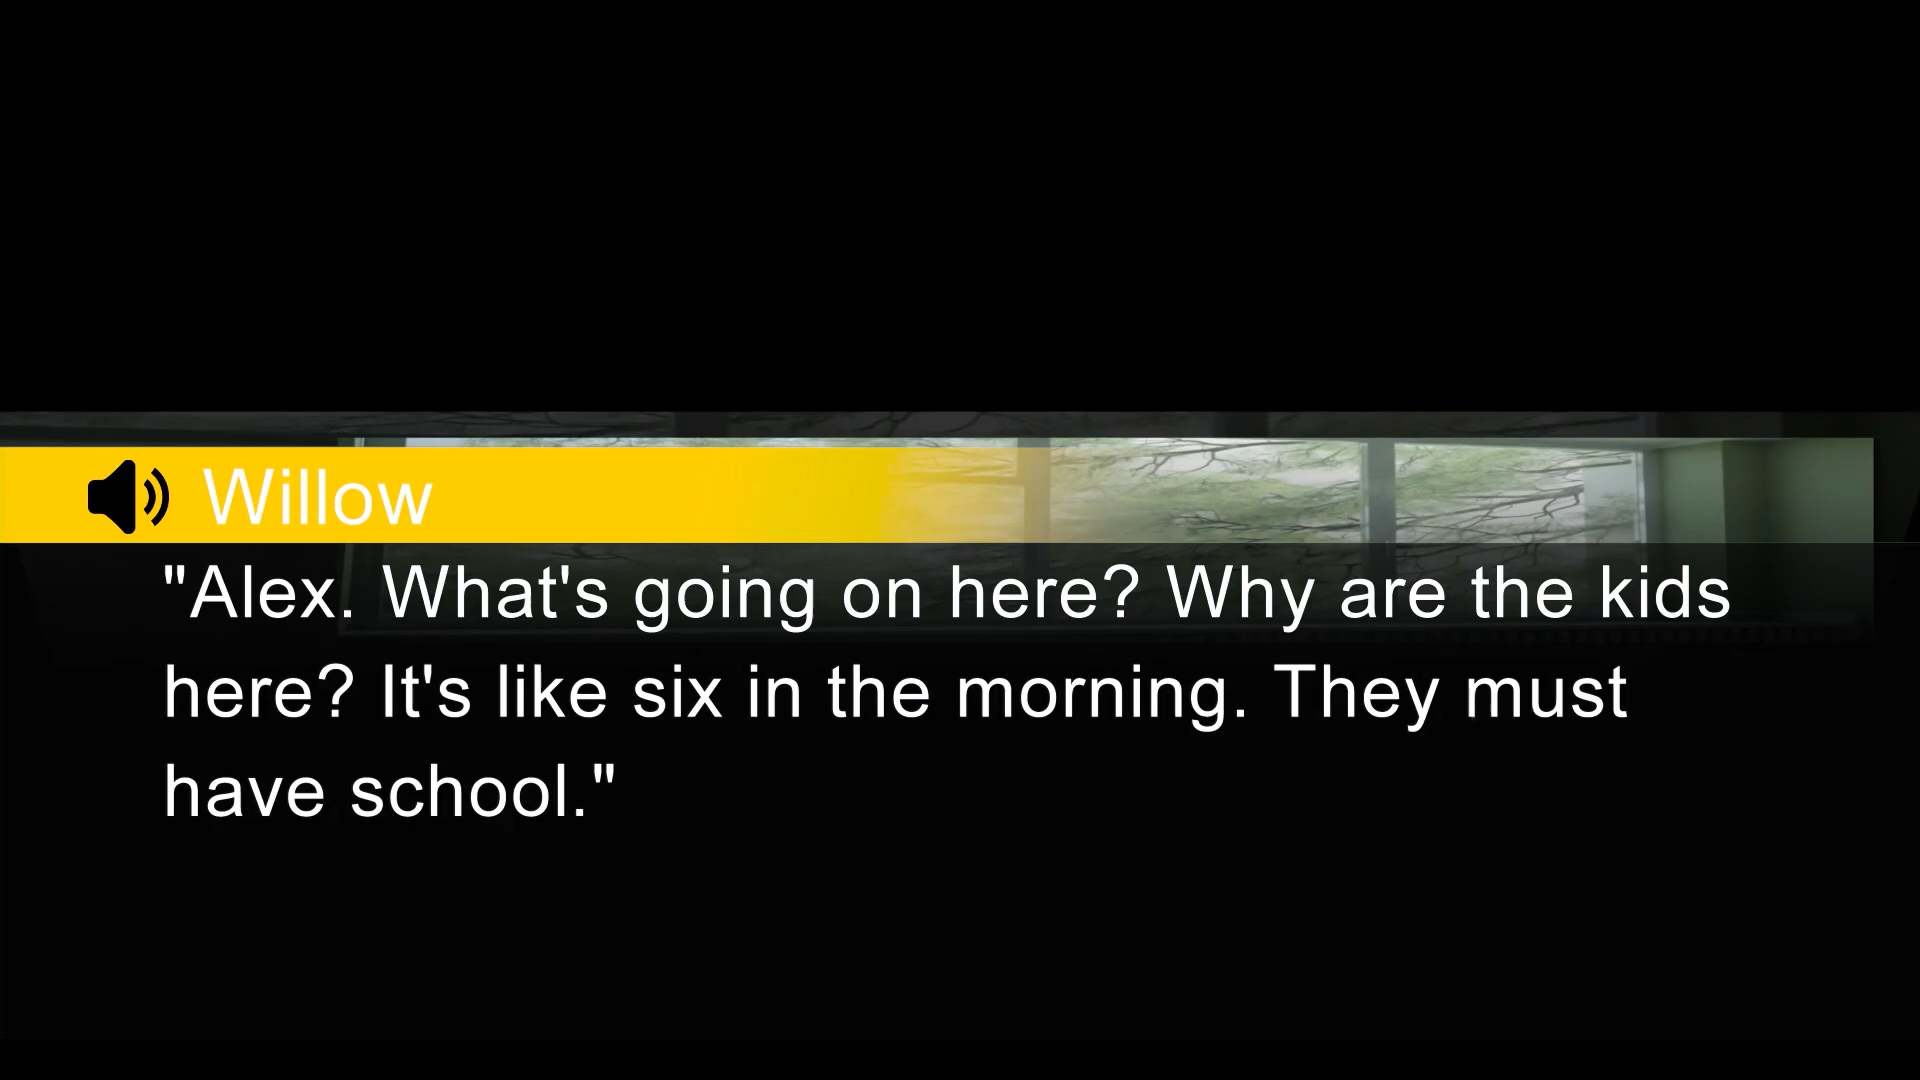 Willow
"Alex. What's going on here? Why are the kids
here? It's like six in the morning. They must
have school."